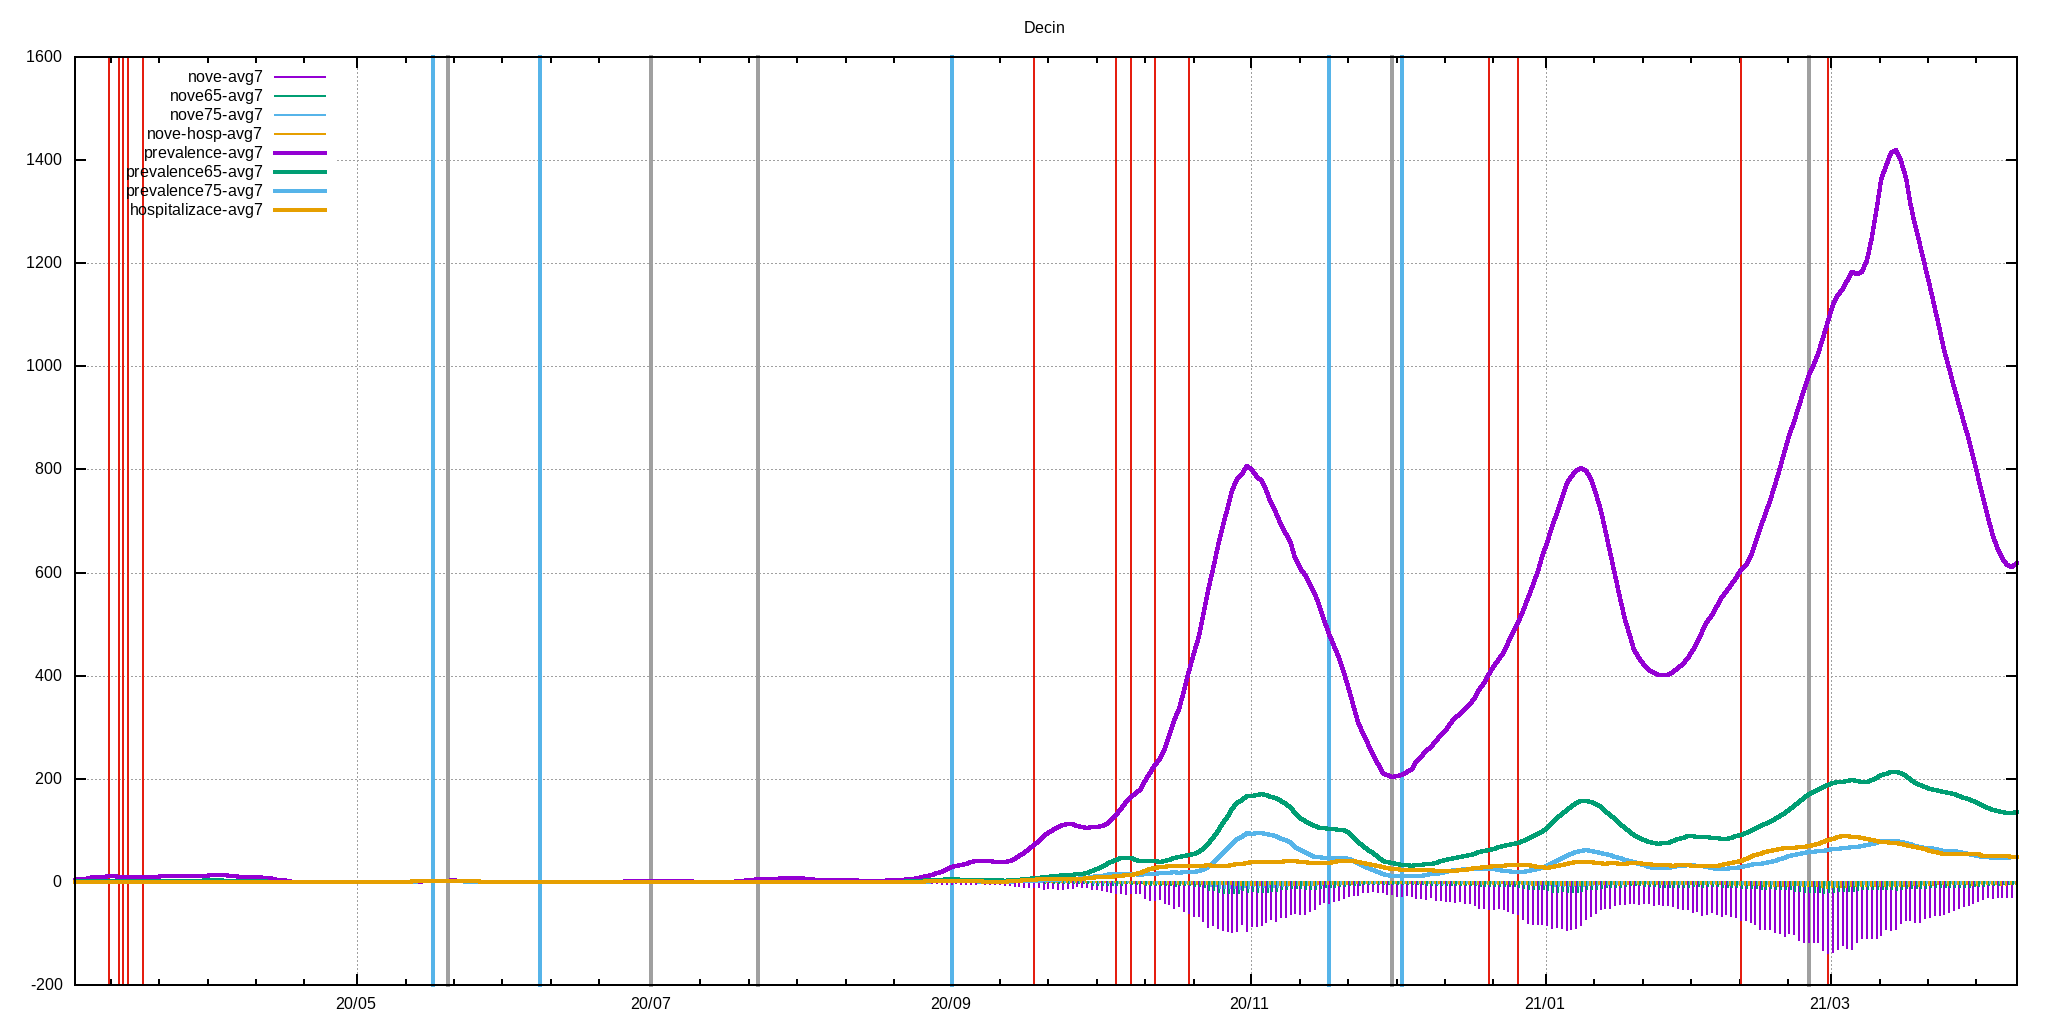 Decin
1600
1400
1200
1000
800
600
400
200
0
-200
nove-avg7
nove65-avg7
nove75-avg7
nove-hosp-avg7
prevalence-avg7
prevalence65-avg7
prevalence75-avg7
hospitalizace-avg7
20/05
20/07
20/09
20/11
21/01
21/03